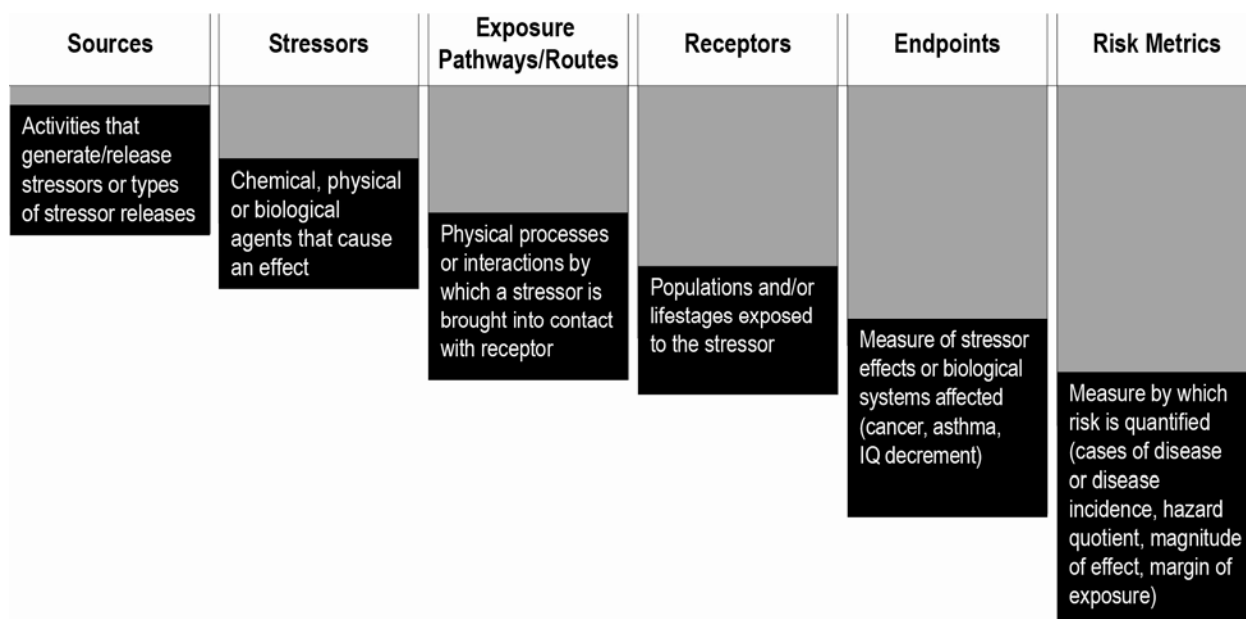 Sources
Stressors
Exposure
Pathways/Routes
Receptors
Endpoints
Risk Metrics
Activities that
generate/release
stressors or types
of stressor releases
Chemical, physical
or biological
agents that cause
an effect
Physical processes
or interactions by
which a stressor is
brought into contact
with receptor
Populations and/or
lifestages exposed
to the stressor
Measure of stressor
effects or biological
systems affected
(cancer, asthma,
IQ decrement)
Measure by which
risk is quantified
(cases of disease
or disease
incidence, hazard
quotient, magnitude
of effect, margin of
exposure)